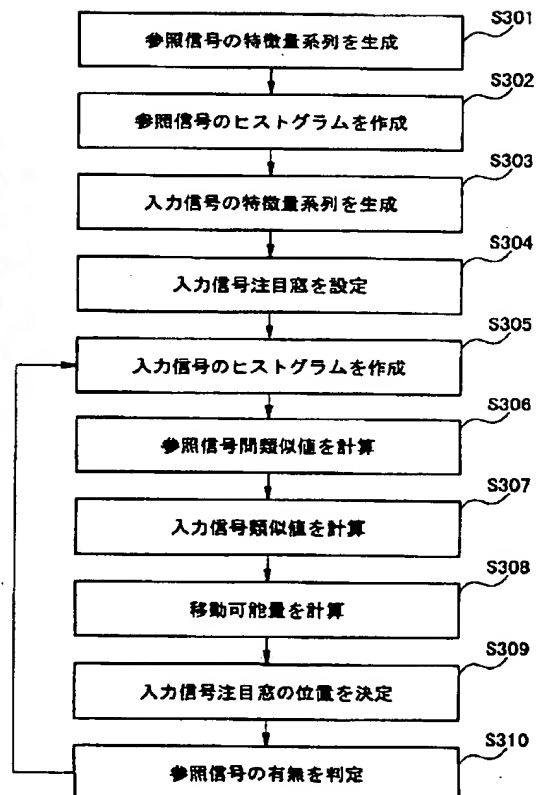 S301
参照信号の特徴量系列を生成
S302
参照信号のヒストグラムを作成
S303
入力信号の特徴量系列を生成
S304
入力信号注目窓を設定
S305
入力信号のヒストグラムを作成
S306
参照信号間類似値を計算
S307
入力信号類似値を計算
S308
移動可能量を計算
S309
入力信号注目窓の位置を決定
S310
参照信号の有無を判定